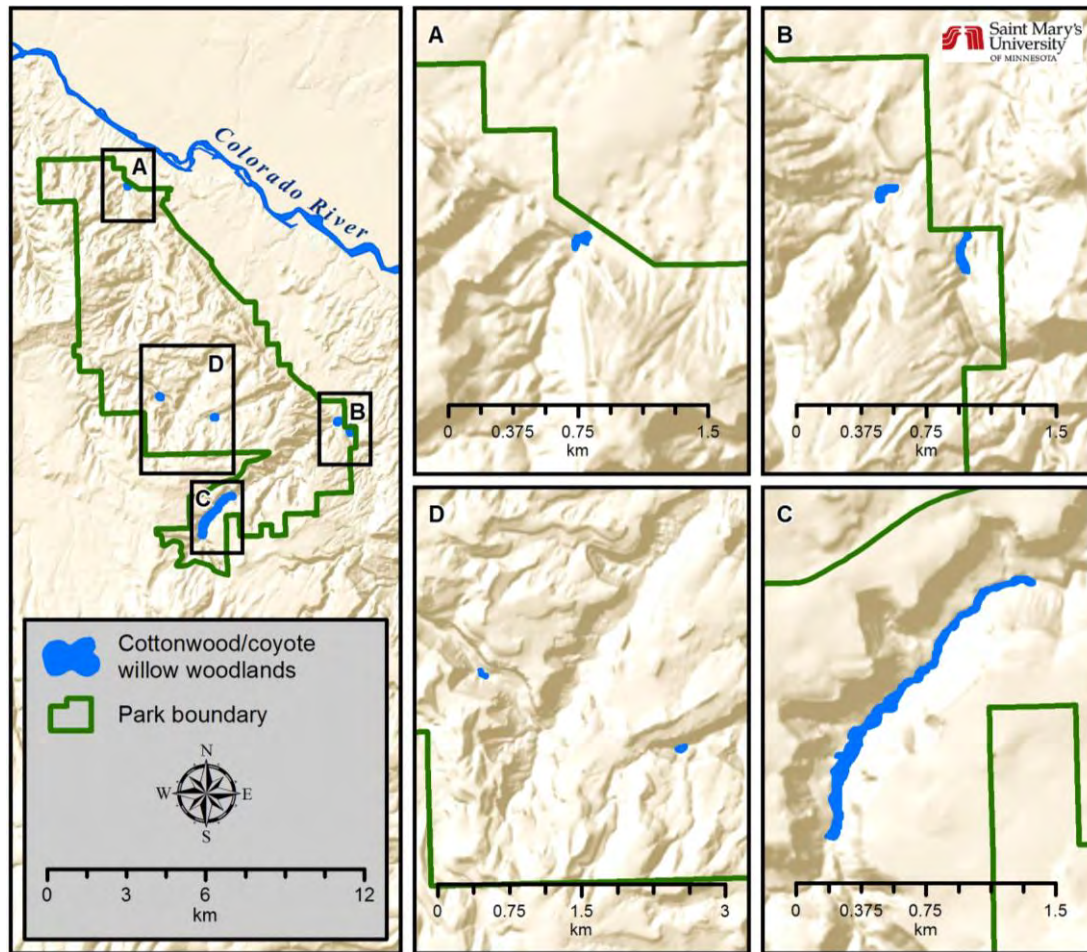 A
B
D
C
Colorado River
Cottonwood/coyote
willow woodlands
Park boundary
N
W E
S
0 3 6 12
km
A
0 0.375 0.75 1.5
km
B
Saint Mary's
University
OF MINNESOTA
0 0.375 0.75 1.5
km
D
0 0.75 1.5 3
km
C
0 0.375 0.75 1.5
km